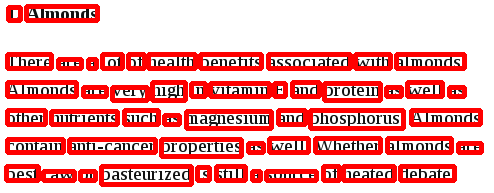 Almonds
There are a lot of health benefits associated with almonds.
Almonds are very high in vitamin E and protein as well as
other nutrients such as magnesium and phosphorus. Almonds
contain anti-cancer properties as well. Whether almonds are
best raw or pasteurized is still a source of heated debate.